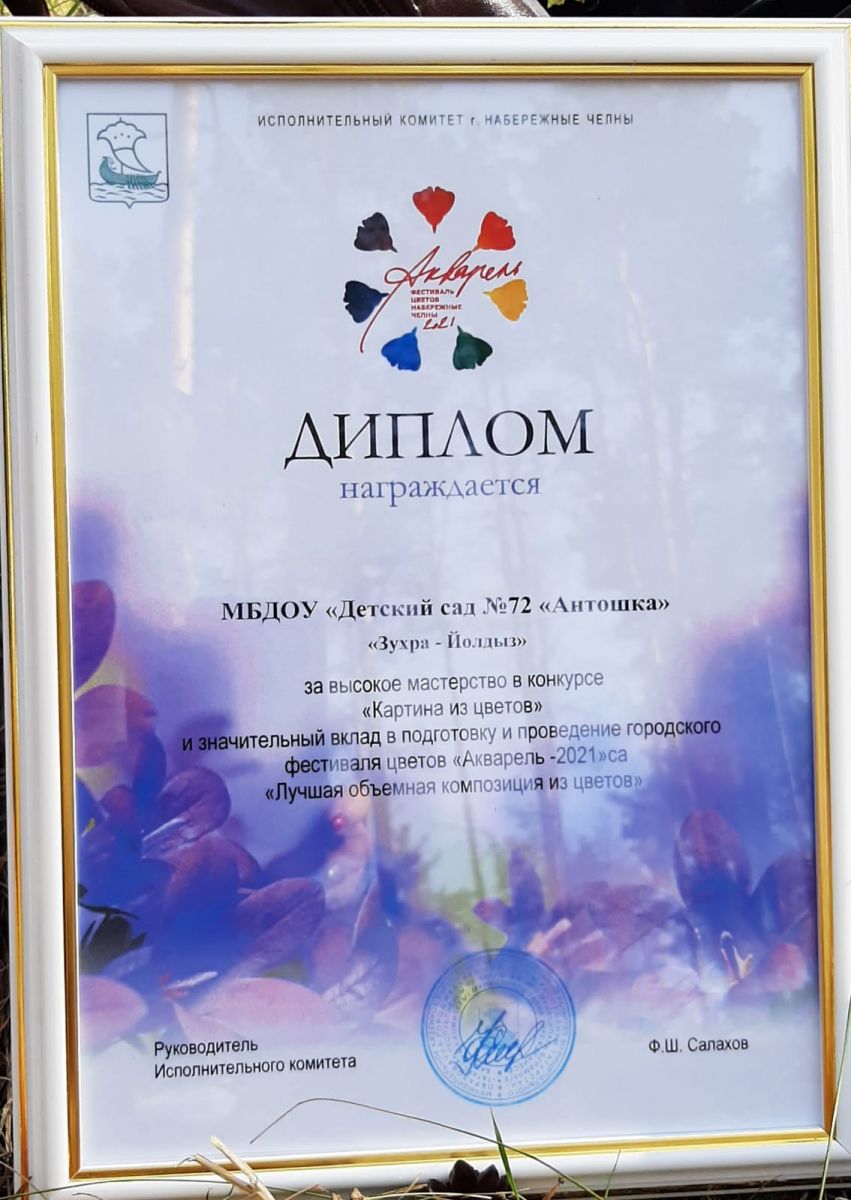 ИСПОЛНИТЕЛЬНЫЙ КОМИТЕТ г. НАБЕРЕЖНЫЕ ЧЕЛНЫ
Акварель
ФЕСТИВАЛЬ
ЦВЕТОВ
НАБЕРЕЖНЫЕ
ЧЕЛНЫ
2021
ДИПЛОМ
награждается
МБДОУ «Детский сад №72 «Антошка»
«Зухра - Йолдыз»
за высокое мастерство в конкурсе
«Картина из цветов»
и значительный вклад в подготовку и проведение городского
фестиваля цветов «Акварель -2021»са
«Лучшая объемная композиция из цветов»
Руководитель
Исполнительного комитета
Ф.Ш. Салахов